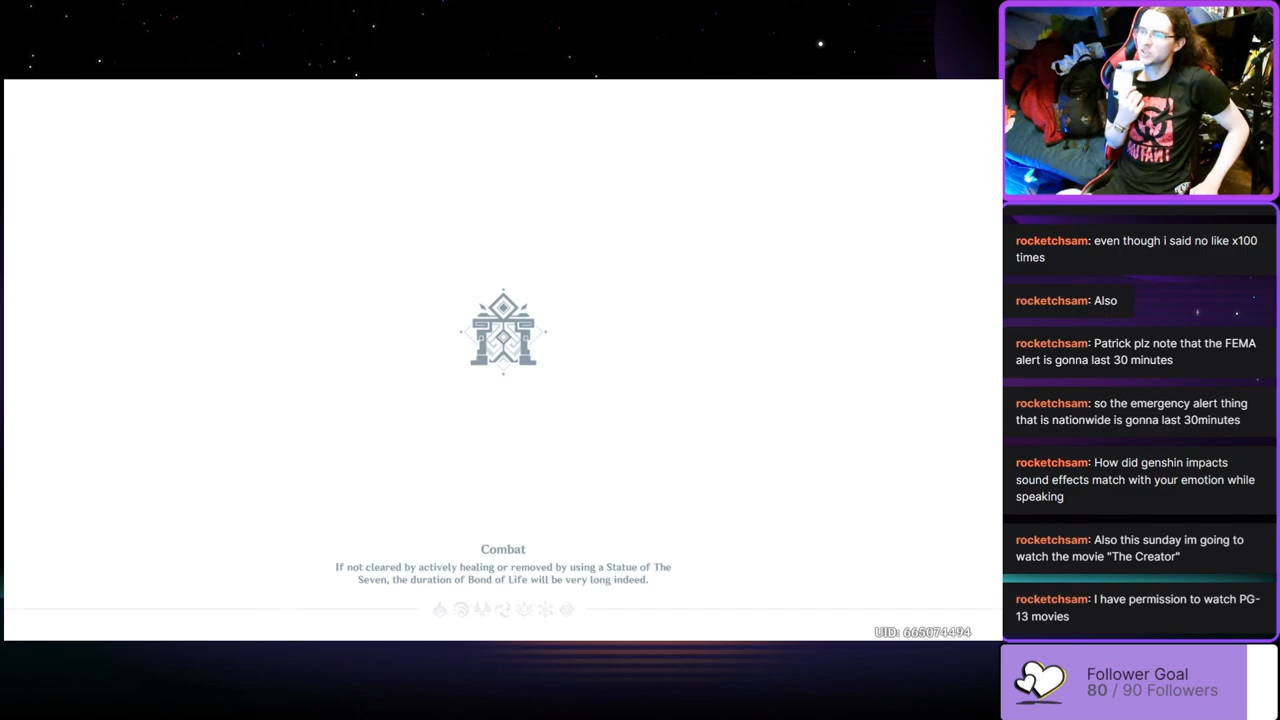 rocketchsam: even though i said no like x100
times
rocketchsam: Also
rocketchsam: Patrick plz note that the FEMA
alert is gonna last 30 minutes
rocketchsam: so the emergency alert thing
that is nationwide is gonna last 30minutes
rocketchsam: How did genshin impacts
sound effects match with your emotion while
speaking
rocketchsam: Also this sunday im going to
watch the movie "The Creator"
rocketchsam: I have permission to watch PG-
13 movies
MUTANT
Combat
If not cleared by actively healing or removed by using a Statue of The
Seven, the duration of Bond of Life will be very long indeed.
UID: 665074494
Follower Goal
80 / 90 Followers